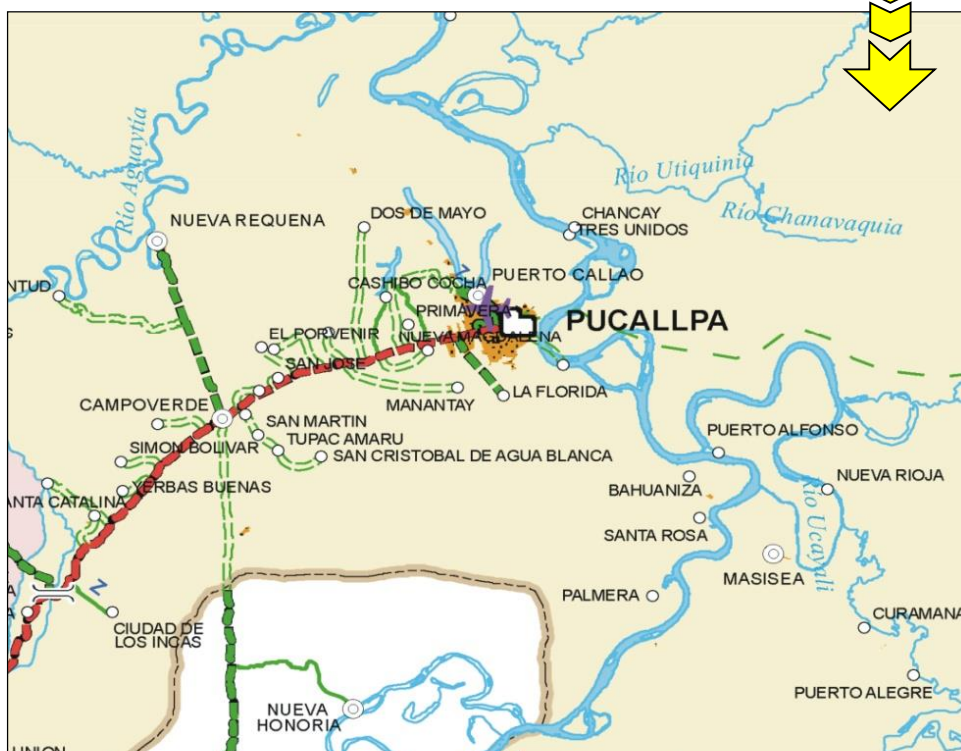 Río Aguaytía
Río Utiquinia
Río Chanavaquia
NUEVA REQUENA
DOS DE MAYO
CHANCAY
TRES UNIDOS
NTUD
CASHIBO COCHA
PUERTO CALLAO
PRIMAVERA
PUCALLPA
EL PORVENIR
NUEVA MAGDALENA
SAN JOSE
CAMPOVERDE
MANANTAY
LA FLORIDA
SAN MARTIN
TUPAC AMARU
SIMON BOLIVAR
SAN CRISTOBAL DE AGUA BLANCA
PUERTO ALFONSO
YERBAS BUENAS
BAHUANIZA
NUEVA RIOJA
ANTA CATALINA
Río Ucayali
SANTA ROSA
MASISEA
PALMERA
CIUDAD DE
LOS INCAS
CURAMANA
PUERTO ALEGRE
NUEVA
HONORIA
UNION